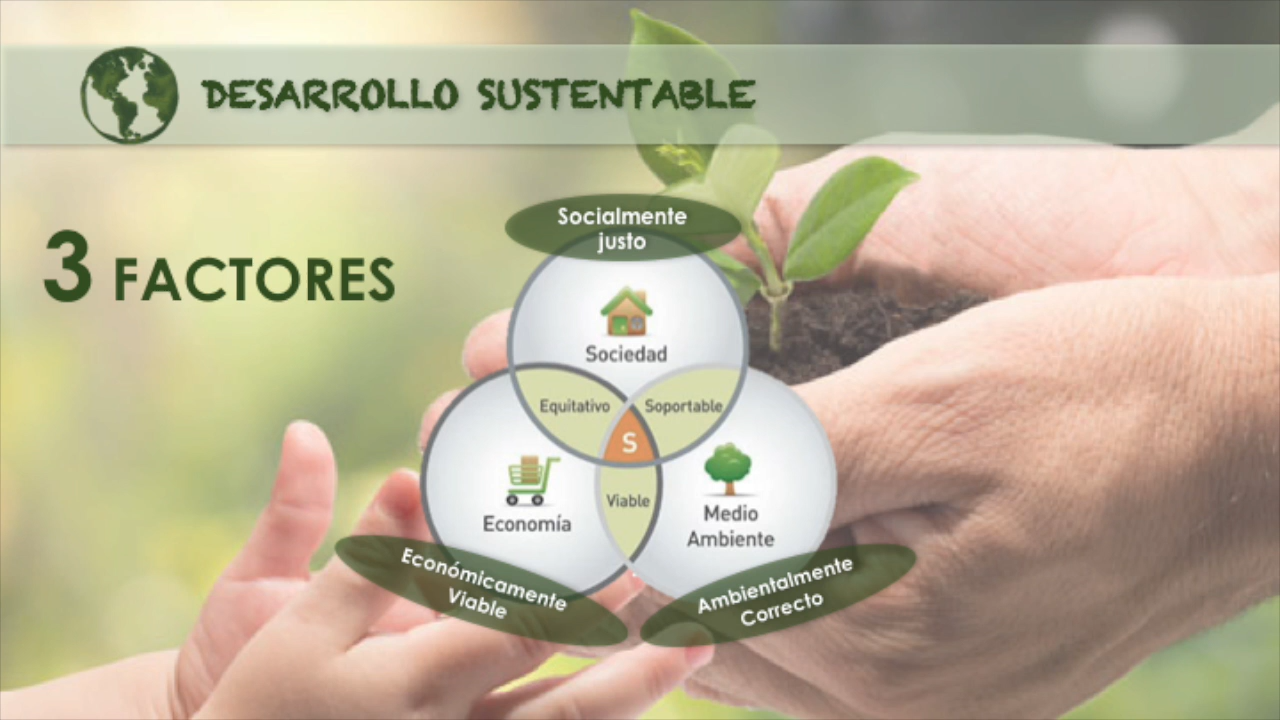 DESARROLLO SUSTENTABLE
3 FACTORES
Socialmente
justo
Sociedad
Equitativo
Soportable
S
Viable
Economía
Medio
Ambiente
Económicamente
Viable
Ambientalmente
Correcto